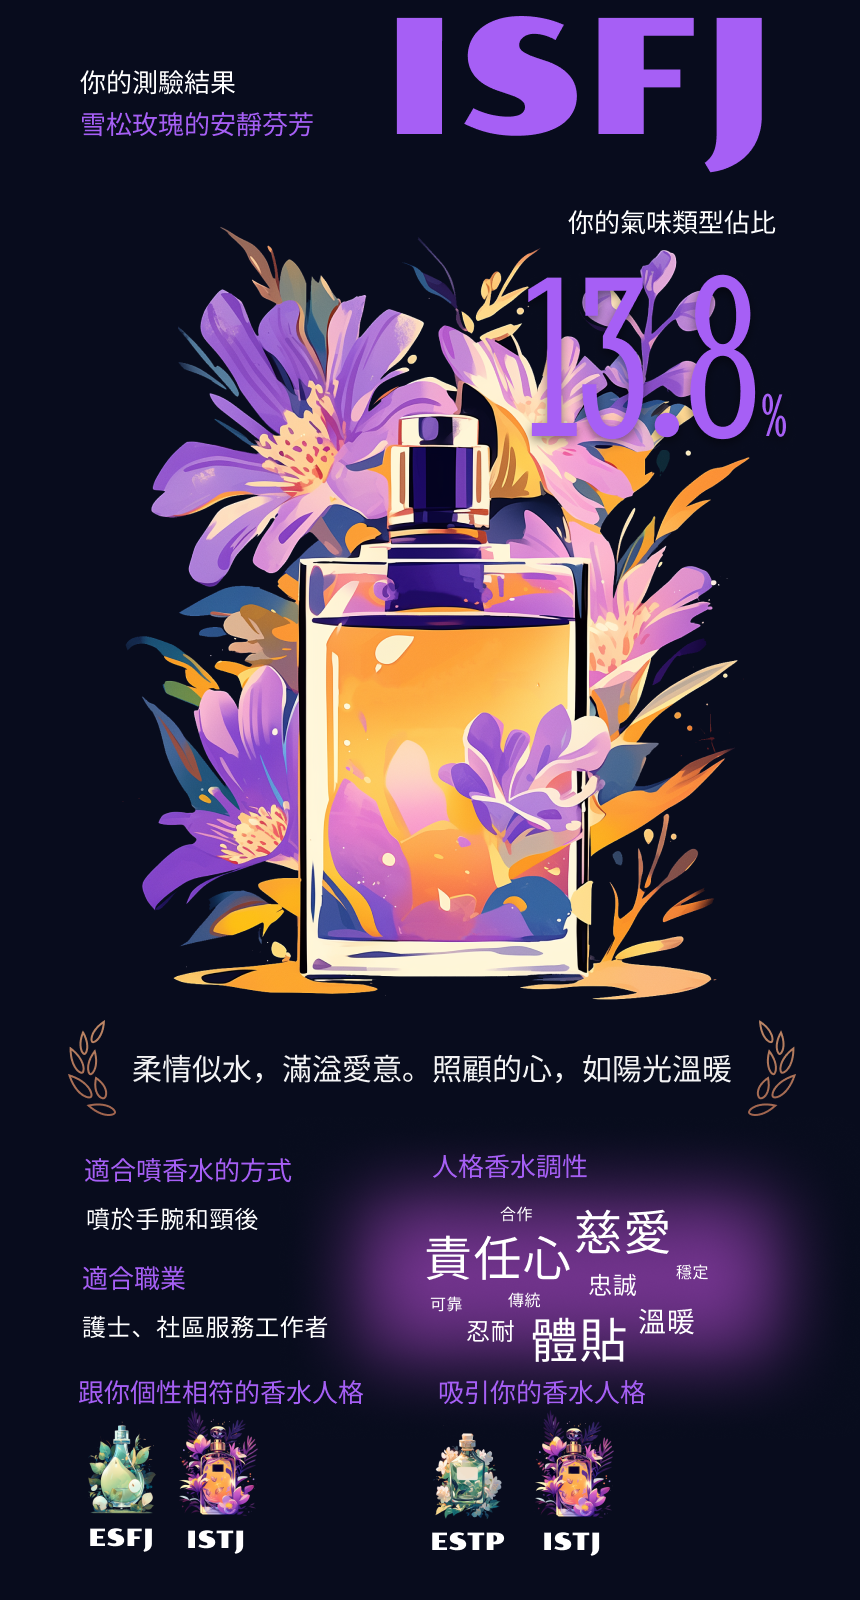 ISFJ
你的測驗結果
雪松玫瑰的安靜芬芳
你的氣味類型佔比
13.8%
柔情似水，滿溢愛意。照顧的心，如陽光溫暖
適合噴香水的方式
噴於手腕和頸後
適合職業
護士、社區服務工作者
人格香水調性
合作
慈愛
責任心
穩定
忠誠
可靠
傳統
溫暖
忍耐
體貼
跟你個性相符的香水人格
ESFJ
ISTJ
吸引你的香水人格
ESTP
ISTJ